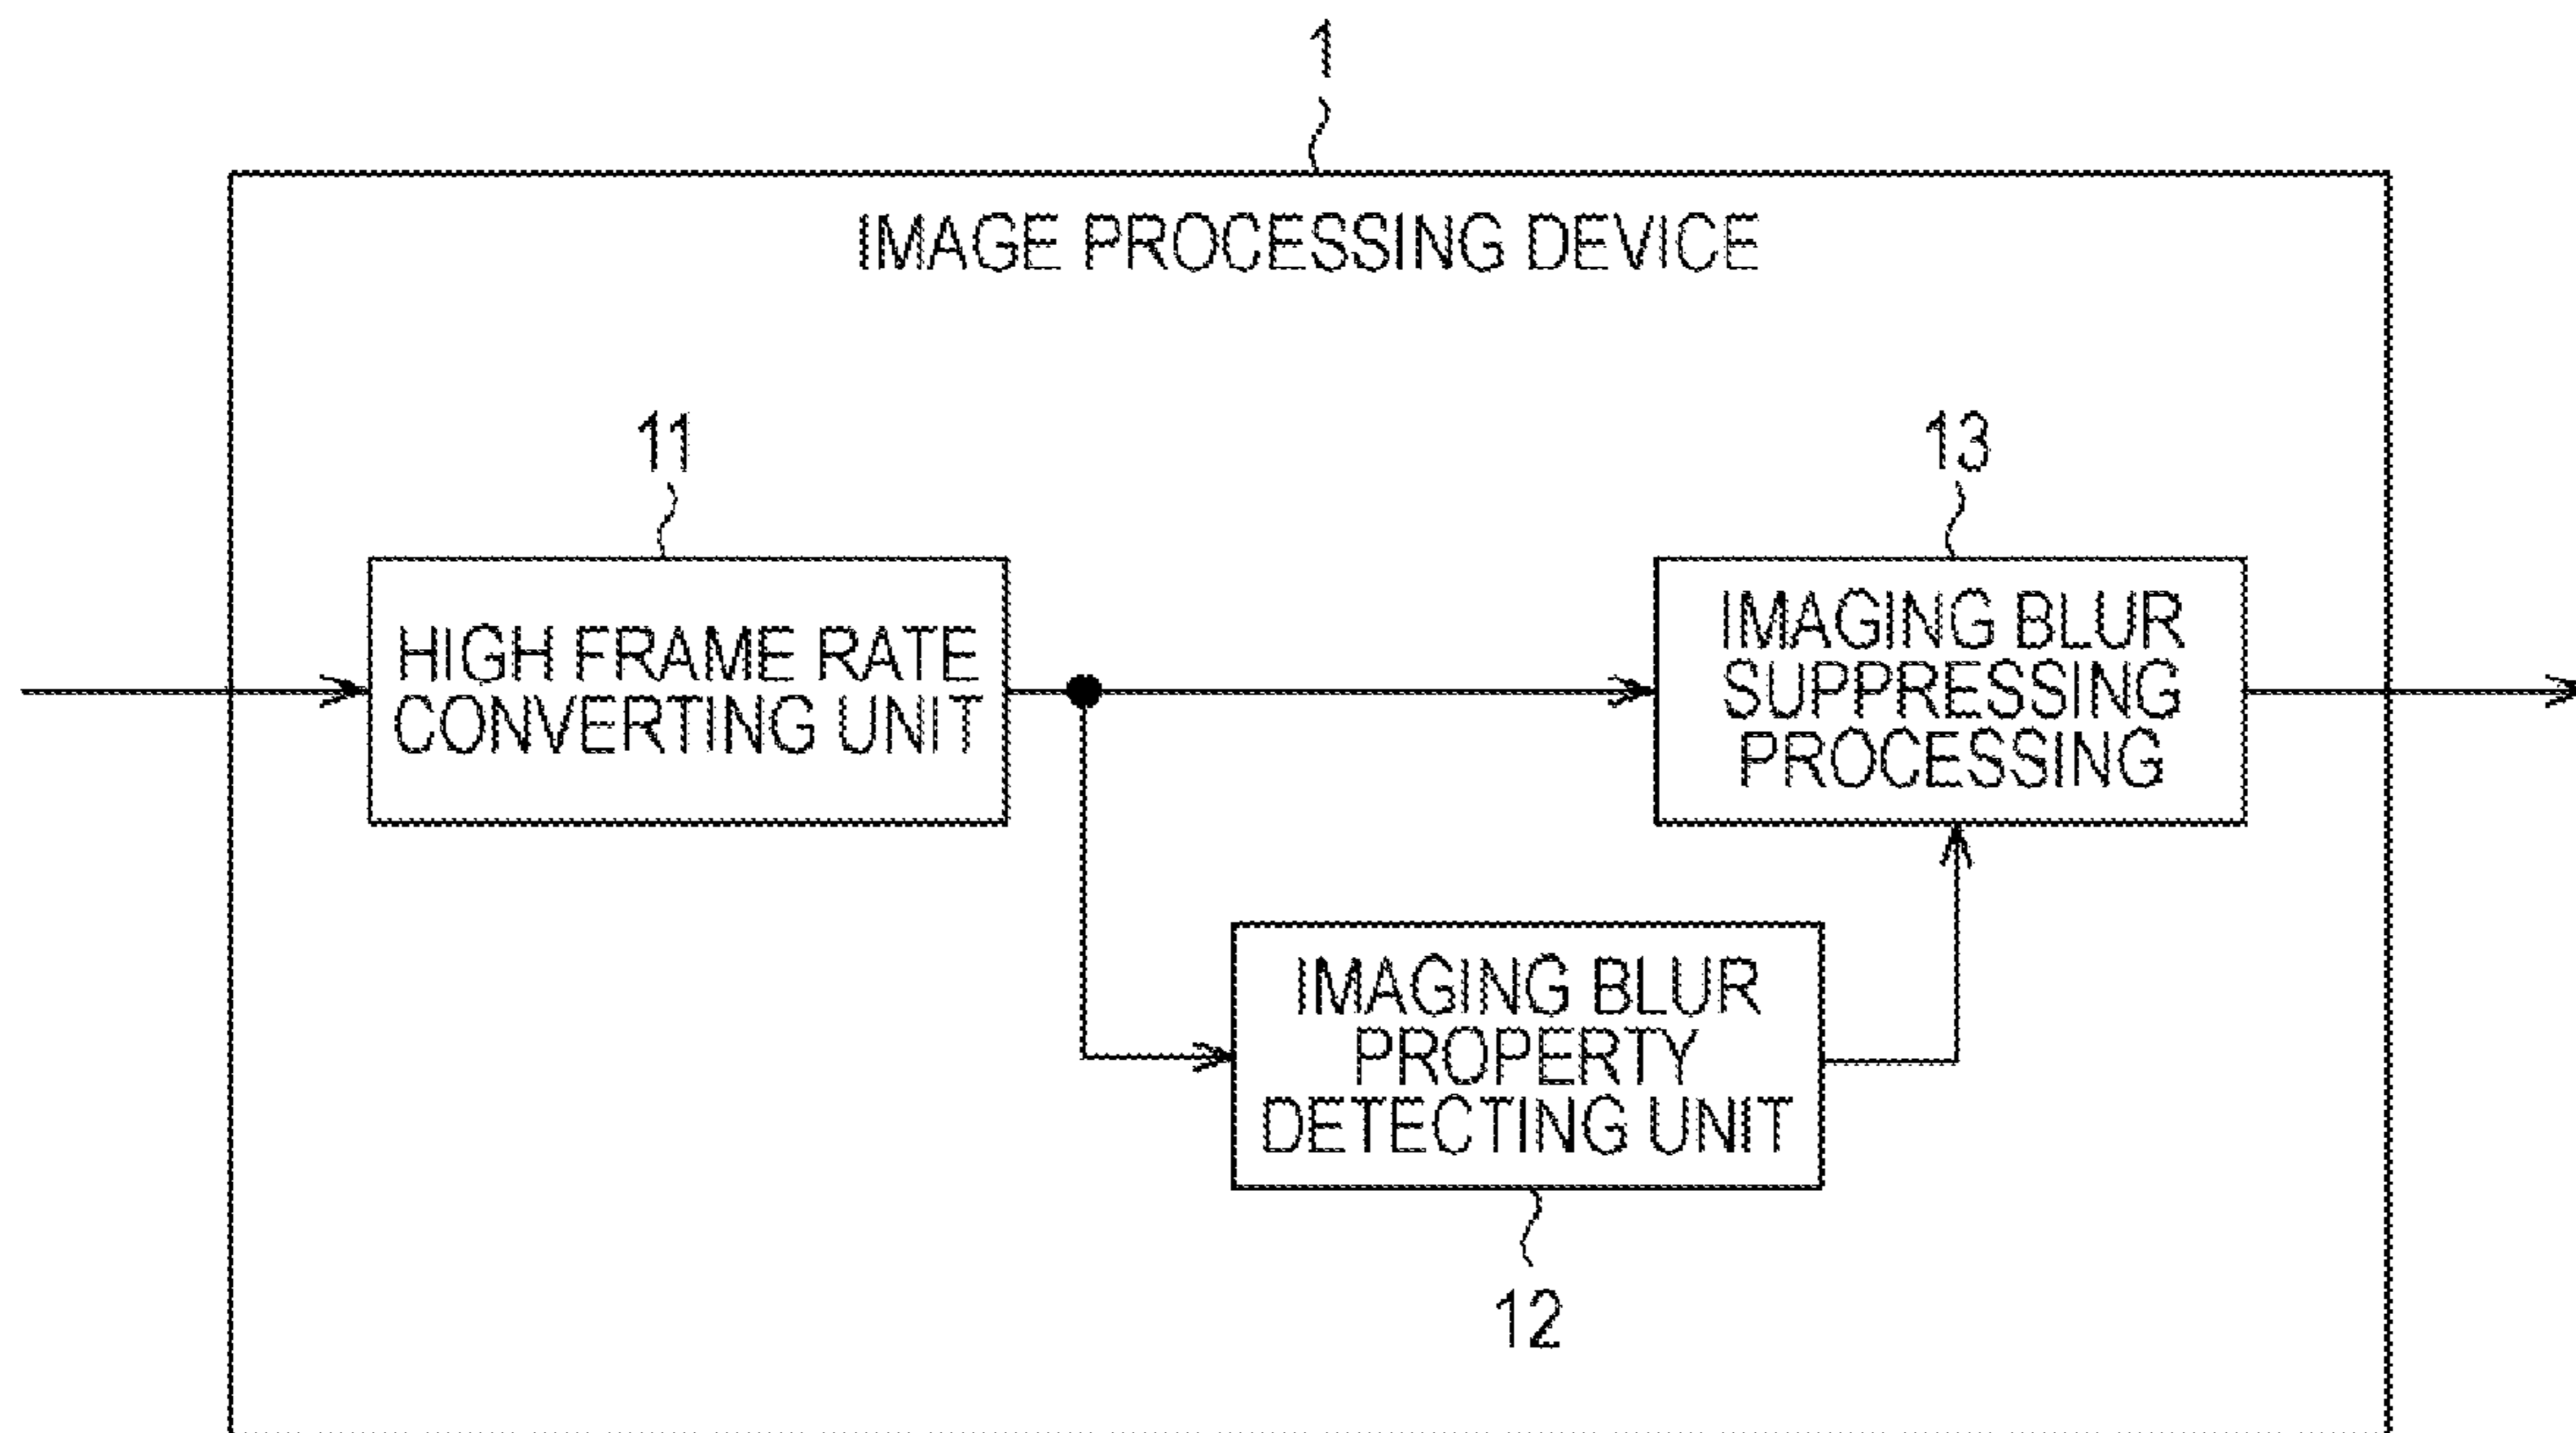 1
IMAGE PROCESSING DEVICE
11
13
HIGH FRAME RATE
CONVERTING UNIT
IMAGING BLUR
SUPPRESSING
PROCESSING
IMAGING BLUR
PROPERTY
DETECTING UNIT
12